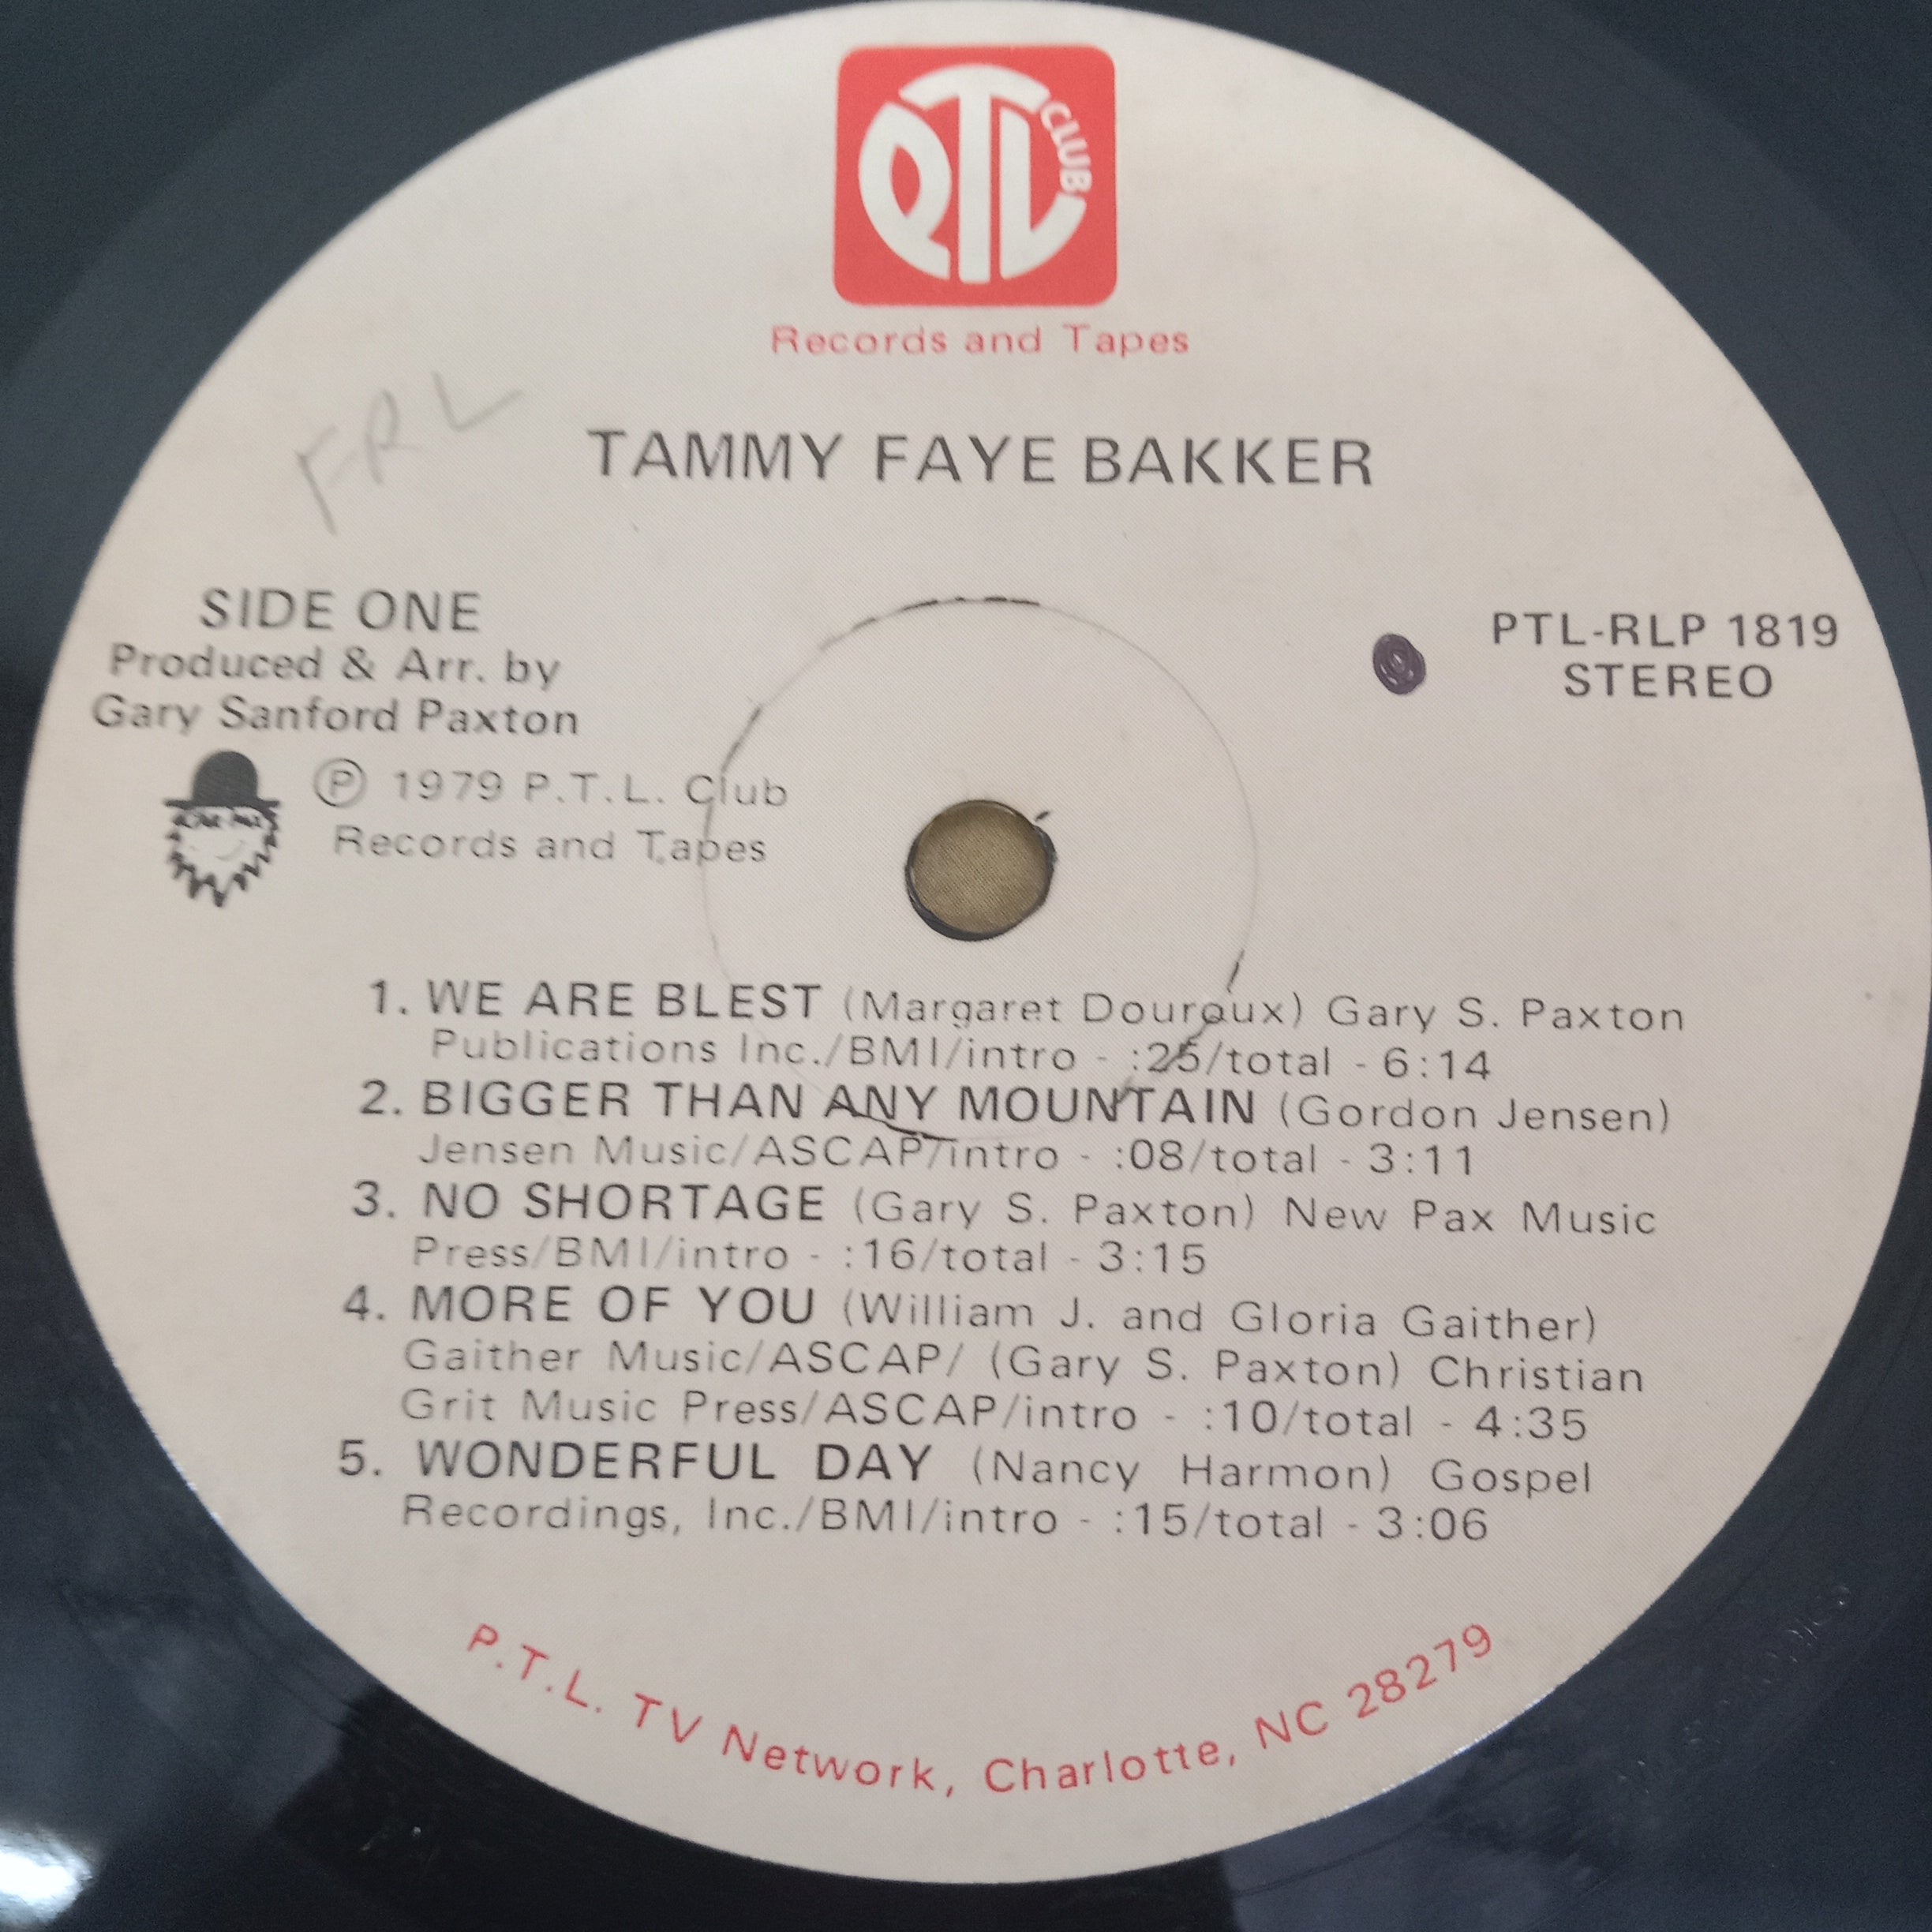 PTL CLUB
Records and Tapes
FRL
TAMMY FAYE BAKKER
SIDE ONE
Produced & Arr. by
Gary Sanford Paxton
Ⓟ 1979 P.T.L. Club
Records and Tapes
PTL-RLP 1819
STEREO
1. WE ARE BLEST (Margaret Douroux) Gary S. Paxton
Publications Inc./BMI/intro - :25/total - 6:14
2. BIGGER THAN ANY MOUNTAIN (Gordon Jensen)
Jensen Music/ASCAP/intro - :08/total - 3:11
3. NO SHORTAGE (Gary S. Paxton) New Pax Music
Press/BMI/intro - :16/total - 3:15
4. MORE OF YOU (William J. and Gloria Gaither)
Gaither Music/ASCAP/ (Gary S. Paxton) Christian
Grit Music Press/ASCAP/intro - :10/total - 4:35
5. WONDERFUL DAY (Nancy Harmon) Gospel
Recordings, Inc./BMI/intro - :15/total - 3:06
P.T.L. TV Network, Charlotte, NC 28279